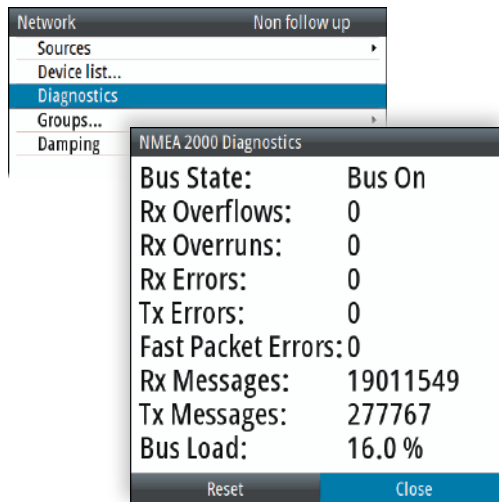 Network Non follow up
Sources
Device list...
Diagnostics
Groups...
Damping
NMEA 2000 Diagnostics
Bus State: Bus On
Rx Overflows: 0
Rx Overruns: 0
Rx Errors: 0
Tx Errors: 0
Fast Packet Errors: 0
Rx Messages: 19011549
Tx Messages: 277767
Bus Load: 16.0 %
Reset Close